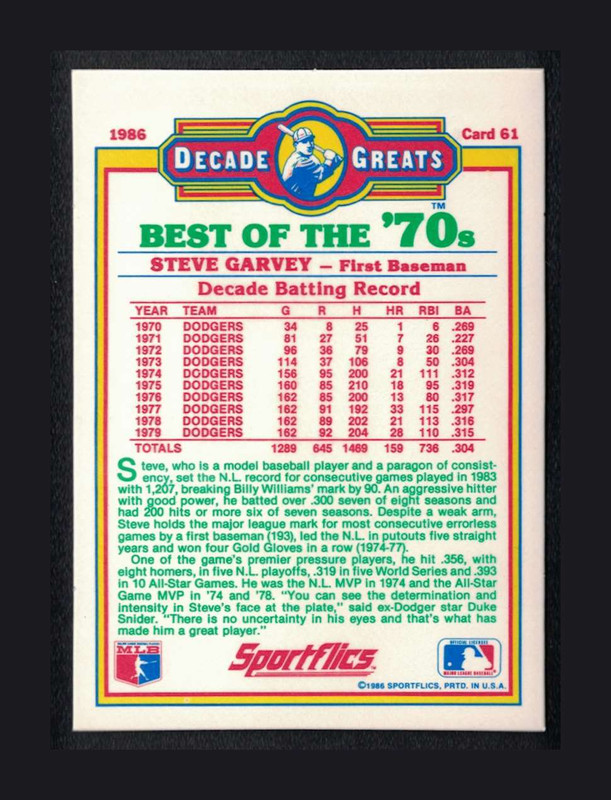 1986 Card 61
DECADE GREATS
BEST OF THE '70s™
STEVE GARVEY – First Baseman
Decade Batting Record
YEAR TEAM G R H HR RBI BA
1970 DODGERS 34 8 25 1 6 .269
1971 DODGERS 81 27 51 7 26 .227
1972 DODGERS 96 36 79 9 30 .269
1973 DODGERS 114 37 106 8 50 .304
1974 DODGERS 156 95 200 21 111 .312
1975 DODGERS 160 85 210 18 95 .319
1976 DODGERS 162 85 200 13 80 .317
1977 DODGERS 162 91 192 33 115 .297
1978 DODGERS 162 89 202 21 113 .316
1979 DODGERS 162 92 204 28 110 .315
TOTALS 1289 645 1469 159 736 .304
Steve, who is a model baseball player and a paragon of consist-
ency, set the N.L. record for consecutive games played in 1983
with 1,207, breaking Billy Williams' mark by 90. An aggressive hitter
with good power, he batted over .300 seven of eight seasons and
had 200 hits or more six of seven seasons. Despite a weak arm,
Steve holds the major league mark for most consecutive errorless
games by a first baseman (193), led the N.L. in putouts five straight
years and won four Gold Gloves in a row (1974-77).
One of the game's premier pressure players, he hit .356, with
eight homers, in five N.L. playoffs, .319 in five World Series and .393
in 10 All-Star Games. He was the N.L. MVP in 1974 and the All-Star
Game MVP in '74 and '78. "You can see the determination and
intensity in Steve's face at the plate," said ex-Dodger star Duke
Snider. "There is no uncertainty in his eyes and that's what has
made him a great player."
MLB
Sportflics
OFFICIAL LICENSEE
MAJOR LEAGUE BASEBALL
©1986 SPORTFLICS, PRTD. IN U.S.A.